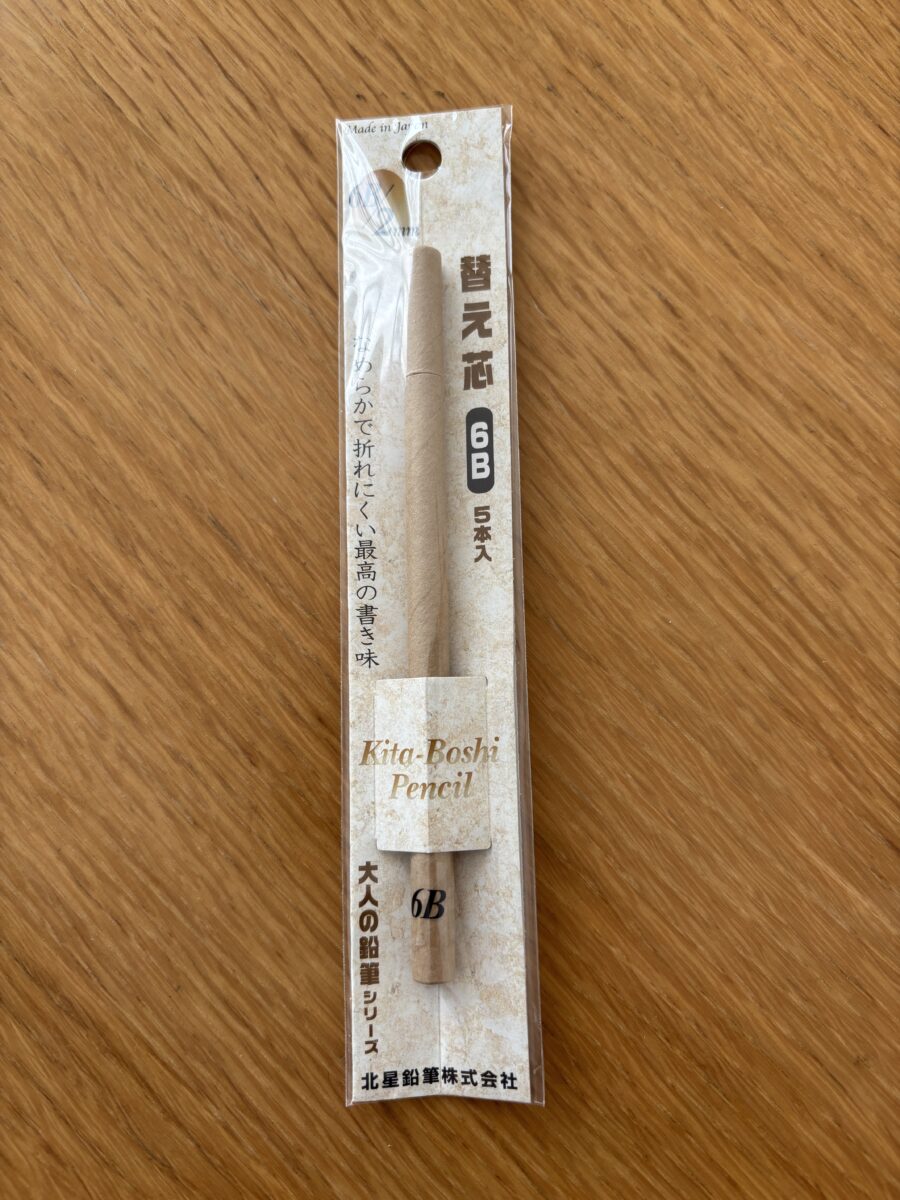 Made in Japan
2mm
替え芯
6B
5本入
なめらかで折れにくい最高の書き味
Kita-Boshi
Pencil
6B
大人の鉛筆シリーズ
北星鉛筆株式会社